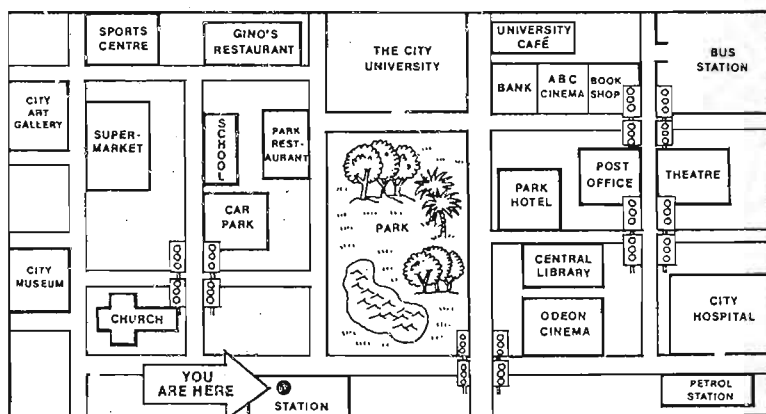 SPORTS
CENTRE
GINO'S
RESTAURANT
THE CITY
UNIVERSITY
UNIVERSITY
CAFÉ
BUS
STATION
BANK
ABC
CINEMA
BOOK
SHOP
CITY
ART
GALLERY
SUPER-
MARKET
SCHOOL
PARK
REST-
AURANT
CAR
PARK
PARK
PARK
HOTEL
POST
OFFICE
THEATRE
CITY
MUSEUM
CHURCH
CENTRAL
LIBRARY
ODEON
CINEMA
CITY
HOSPITAL
YOU
ARE HERE
STATION
PETROL
STATION